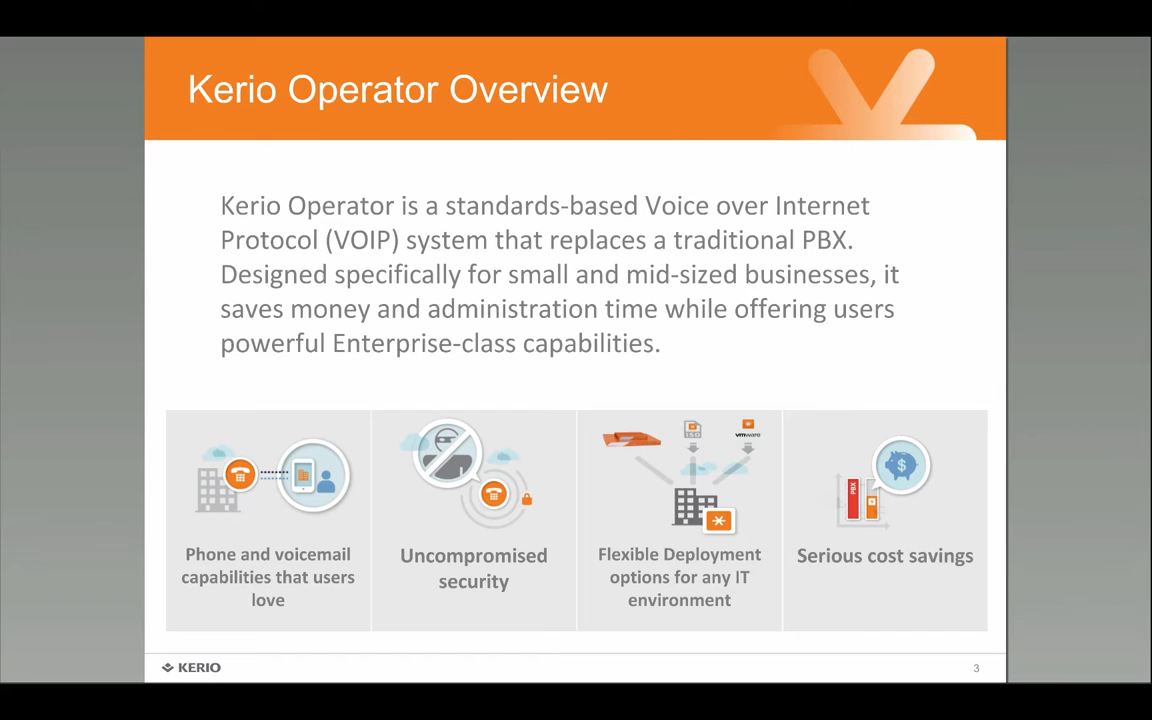 Kerio Operator Overview
Kerio Operator is a standards-based Voice over Internet
Protocol (VOIP) system that replaces a traditional PBX.
Designed specifically for small and mid-sized businesses, it
saves money and administration time while offering users
powerful Enterprise-class capabilities.
ISO
vmware
PBX
$
Phone and voicemail
capabilities that users
love
Uncompromised
security
Flexible Deployment
options for any IT
environment
Serious cost savings
KERIO
3